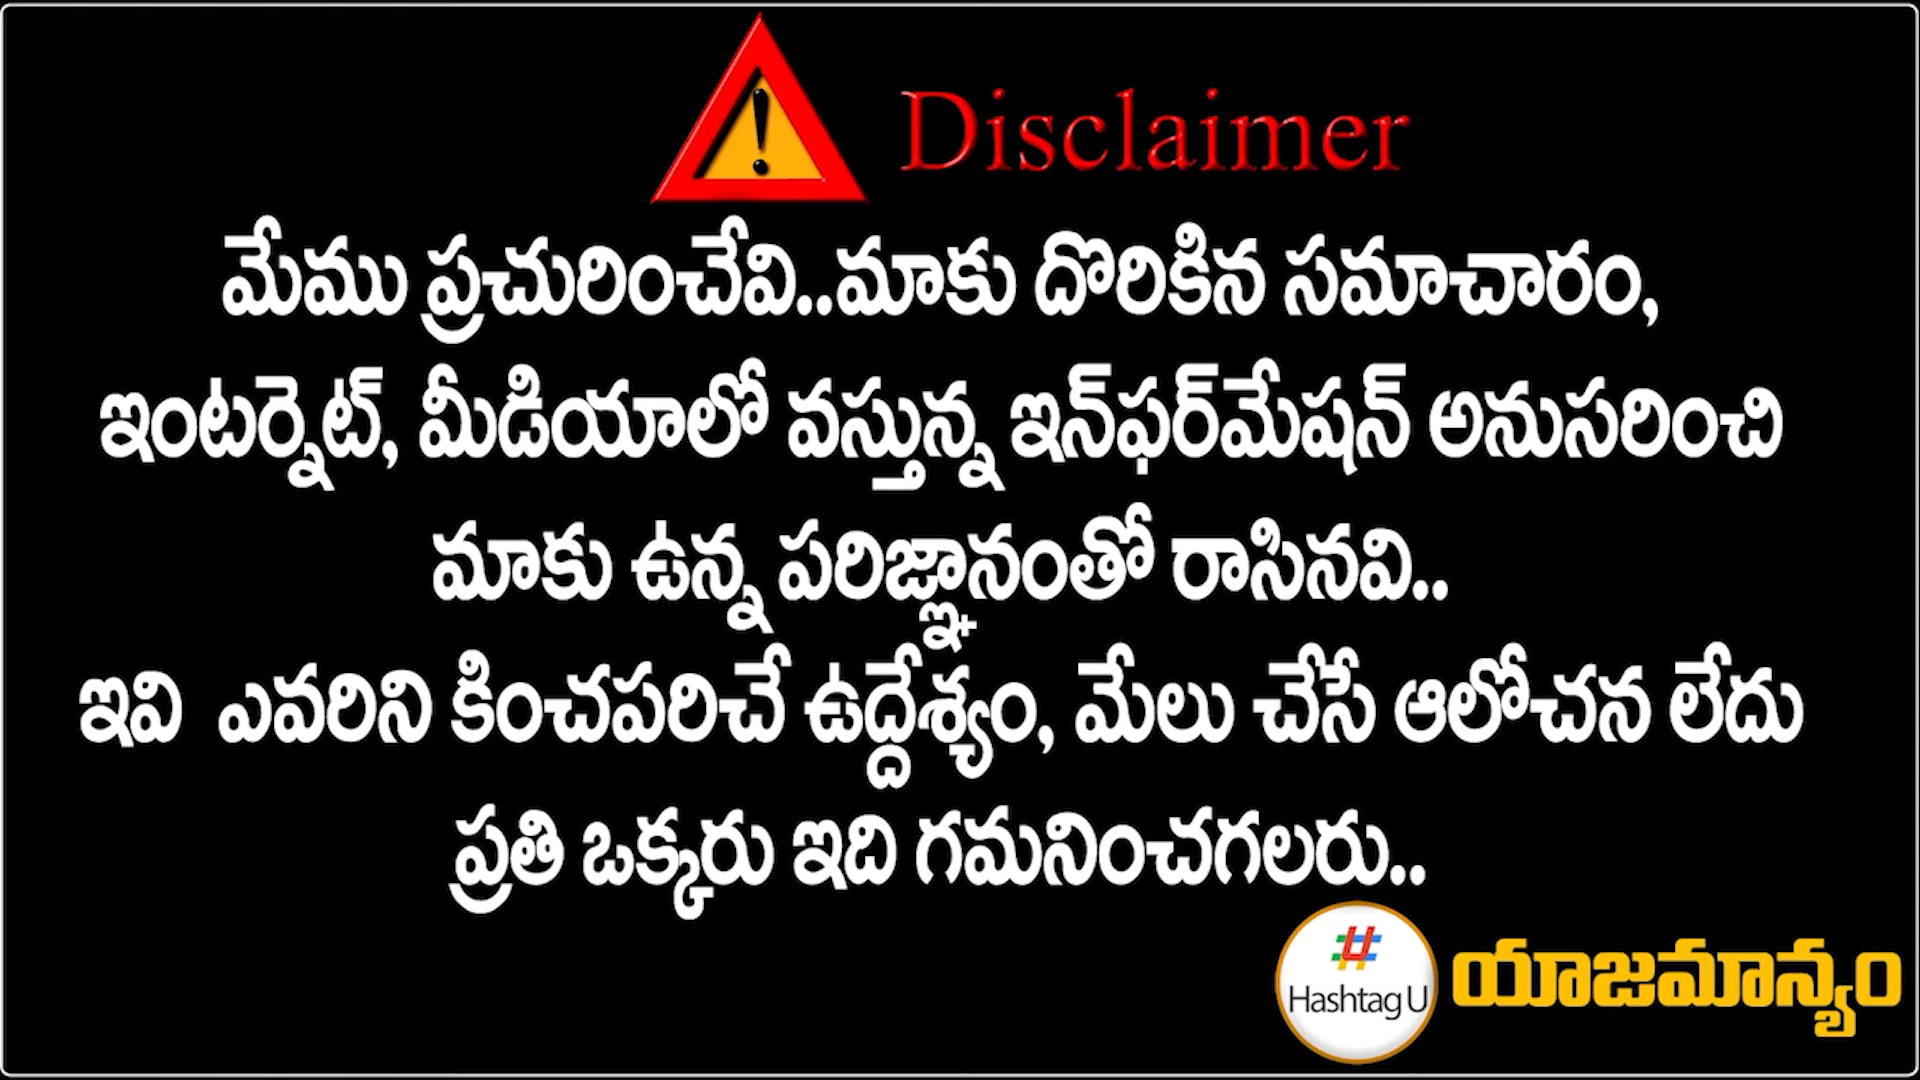 Disclaimer
మేము ప్రచురించేవి..మాకు దొరికిన సమాచారం,
ఇంటర్నెట్, మీడియాలో వస్తున్న ఇన్‌ఫర్‌మేషన్ అనుసరించి
మాకు ఉన్న పరిజ్ఞానంతో రాసినవి..
ఇవి ఎవరిని కించపరిచే ఉద్దేశ్యం, మేలు చేసే ఆలోచన లేదు
ప్రతి ఒక్కరు ఇది గమనించగలరు..
Hashtag U యాజమాన్యం